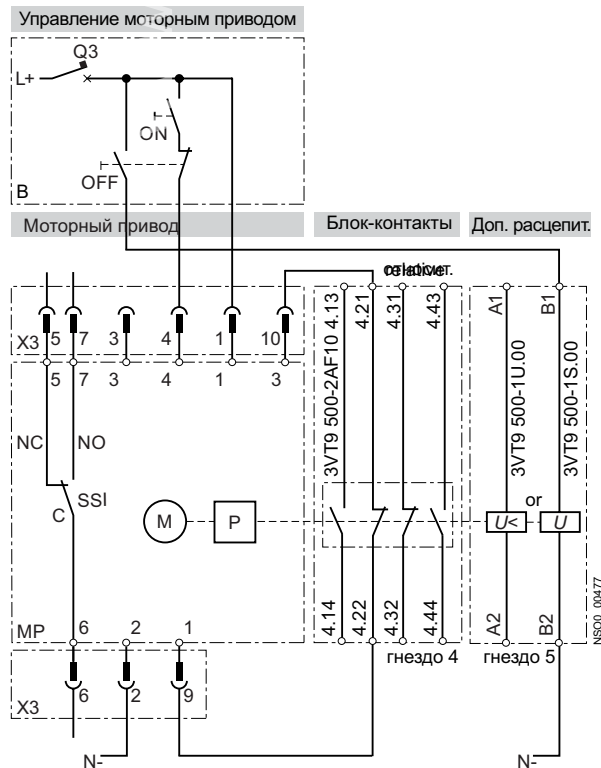 Управление моторным приводом
Q3
L+
ON
OFF
B
Моторный привод
Блок-контакты
Доп. расцепит.
относит.
relative
X3
5
7
3
4
1
10
5
7
3
4
1
3
3VT9 500-2AF10
4.13
4.21
4.31
4.43
A1
B1
3VT9 500-1U.00
3VT9 500-1S.00
NC
NO
SSI
C
M
P
or
U<
U
4.14
4.22
4.32
4.44
A2
B2
NSO0_00477
MP
6
2
1
гнездо 4
гнездо 5
X3
6
2
9
N-
N-